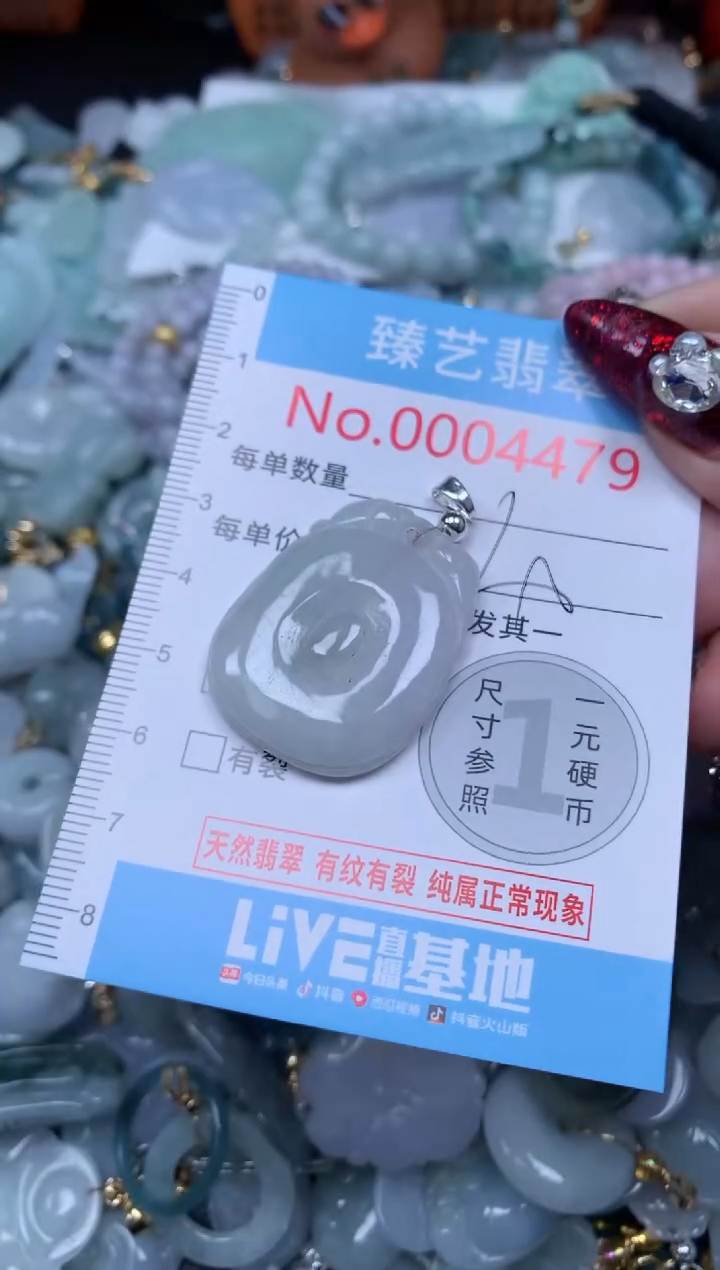 臻艺翡翠
No.0004479
每单数量
每单价
发其一
有裂
尺寸参照
1
一元硬币
天然翡翠 有纹有裂 纯属正常现象
LiVE直播基地
头条 今日头条 抖音 西瓜视频 抖音火山版
0
1
2
3
4
5
6
7
8